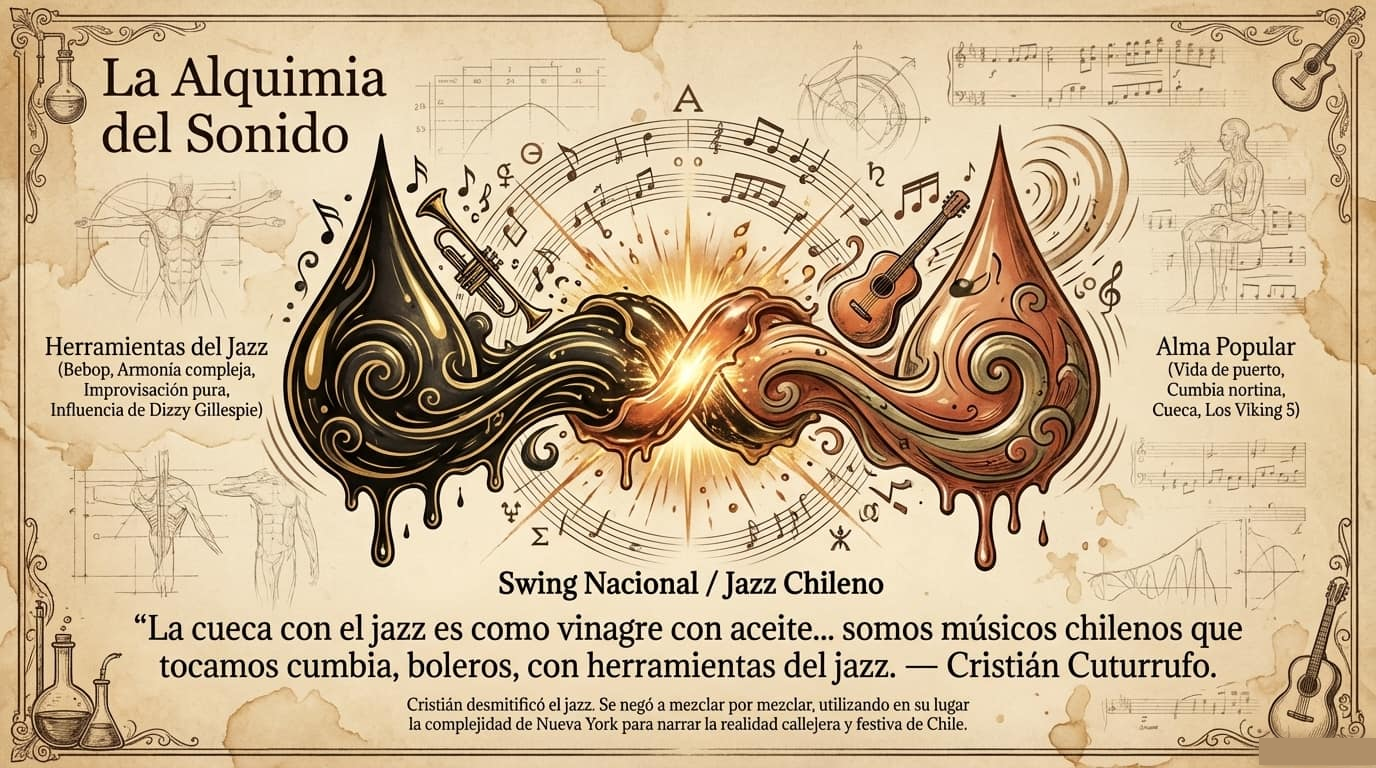 La Alquimia
del Sonido
A
Herramientas del Jazz
(Bebop, Armonía compleja,
Improvisación pura,
Influencia de Dizzy Gillespie)
Alma Popular
(Vida de puerto,
Cumbia nortina,
Cueca, Los Viking 5)
Swing Nacional / Jazz Chileno
“La cueca con el jazz es como vinagre con aceite... somos músicos chilenos que
tocamos cumbia, boleros, con herramientas del jazz. — Cristián Cuturrufo.
Cristián desmitificó el jazz. Se negó a mezclar por mezclar, utilizando en su lugar
la complejidad de Nueva York para narrar la realidad callejera y festiva de Chile.